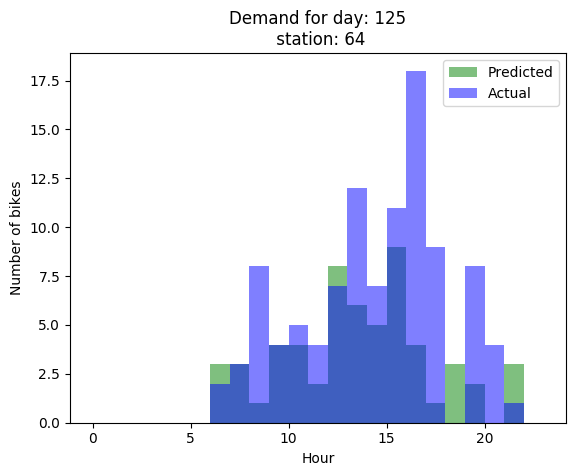 Demand for day: 125
station: 64
Predicted
Actual
Number of bikes
17.5
15.0
12.5
10.0
7.5
5.0
2.5
0.0
0 5 10 15 20
Hour